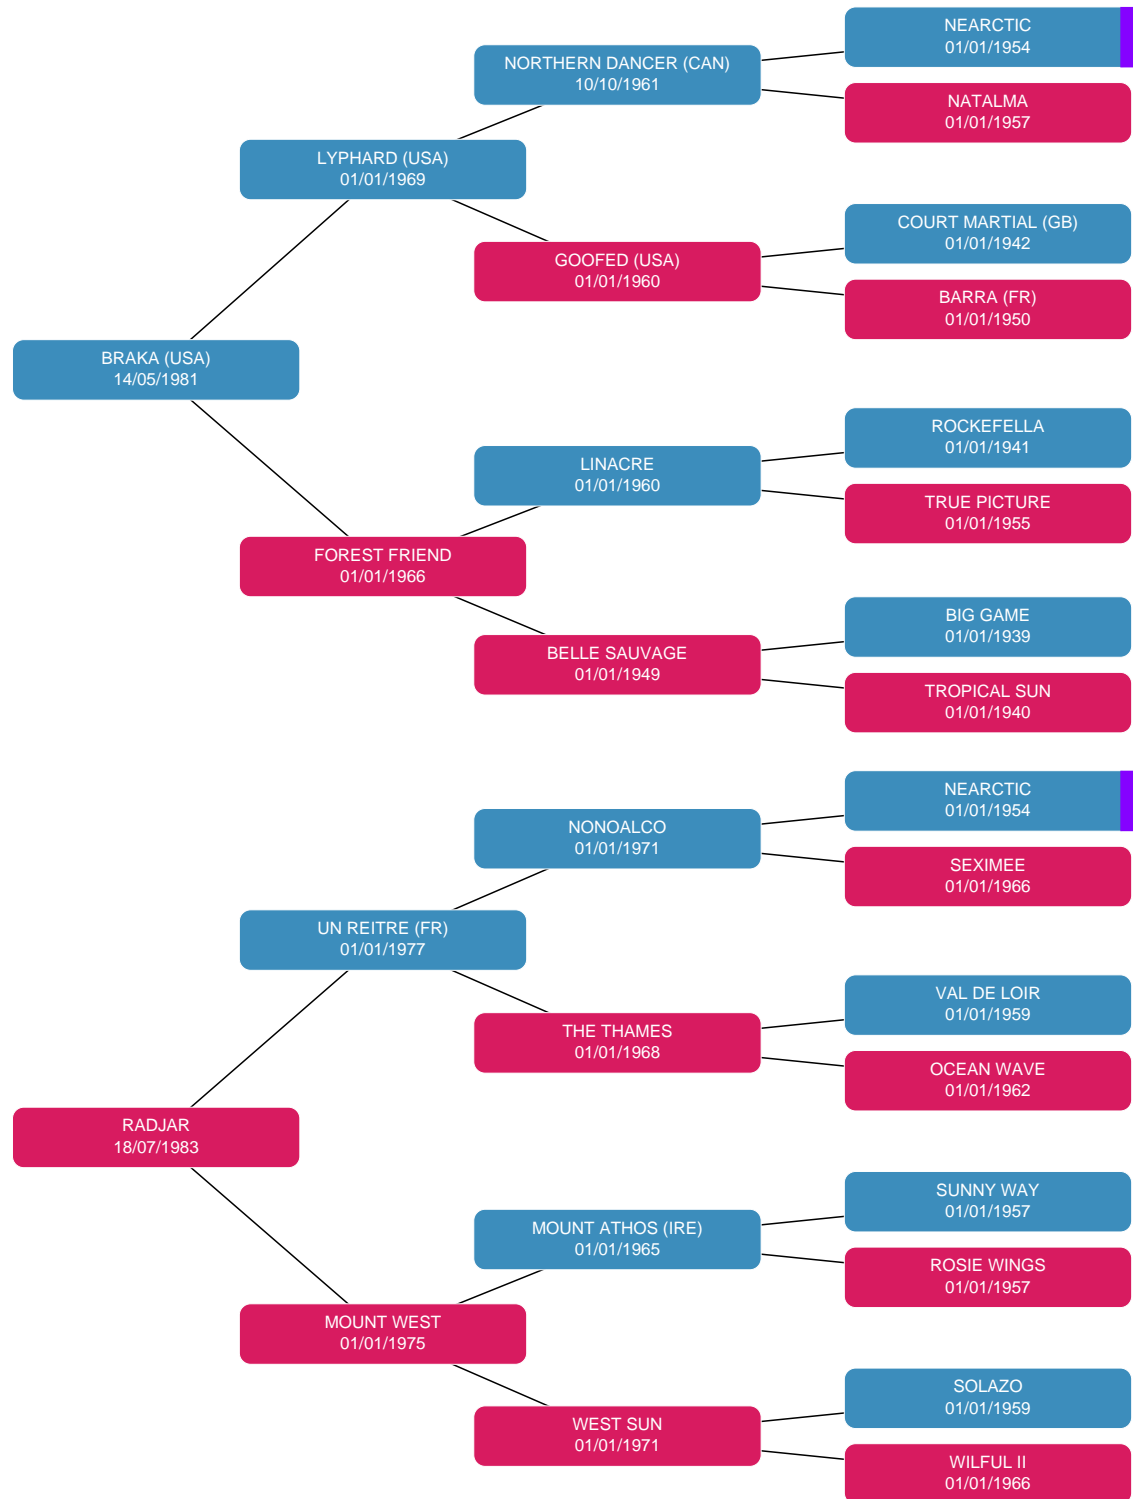 NEARCTIC
01/01/1954
NORTHERN DANCER (CAN)
10/10/1961
NATALMA
01/01/1957
LYPHARD (USA)
01/01/1969
COURT MARTIAL (GB)
01/01/1942
GOOFED (USA)
01/01/1960
BARRA (FR)
01/01/1950
BRAKA (USA)
14/05/1981
ROCKEFELLA
01/01/1941
LINACRE
01/01/1960
TRUE PICTURE
01/01/1955
FOREST FRIEND
01/01/1966
BIG GAME
01/01/1939
BELLE SAUVAGE
01/01/1949
TROPICAL SUN
01/01/1940
NEARCTIC
01/01/1954
NONOALCO
01/01/1971
SEXIMEE
01/01/1966
UN REITRE (FR)
01/01/1977
VAL DE LOIR
01/01/1959
THE THAMES
01/01/1968
OCEAN WAVE
01/01/1962
RADJAR
18/07/1983
SUNNY WAY
01/01/1957
MOUNT ATHOS (IRE)
01/01/1965
ROSIE WINGS
01/01/1957
MOUNT WEST
01/01/1975
SOLAZO
01/01/1959
WEST SUN
01/01/1971
WILFUL II
01/01/1966